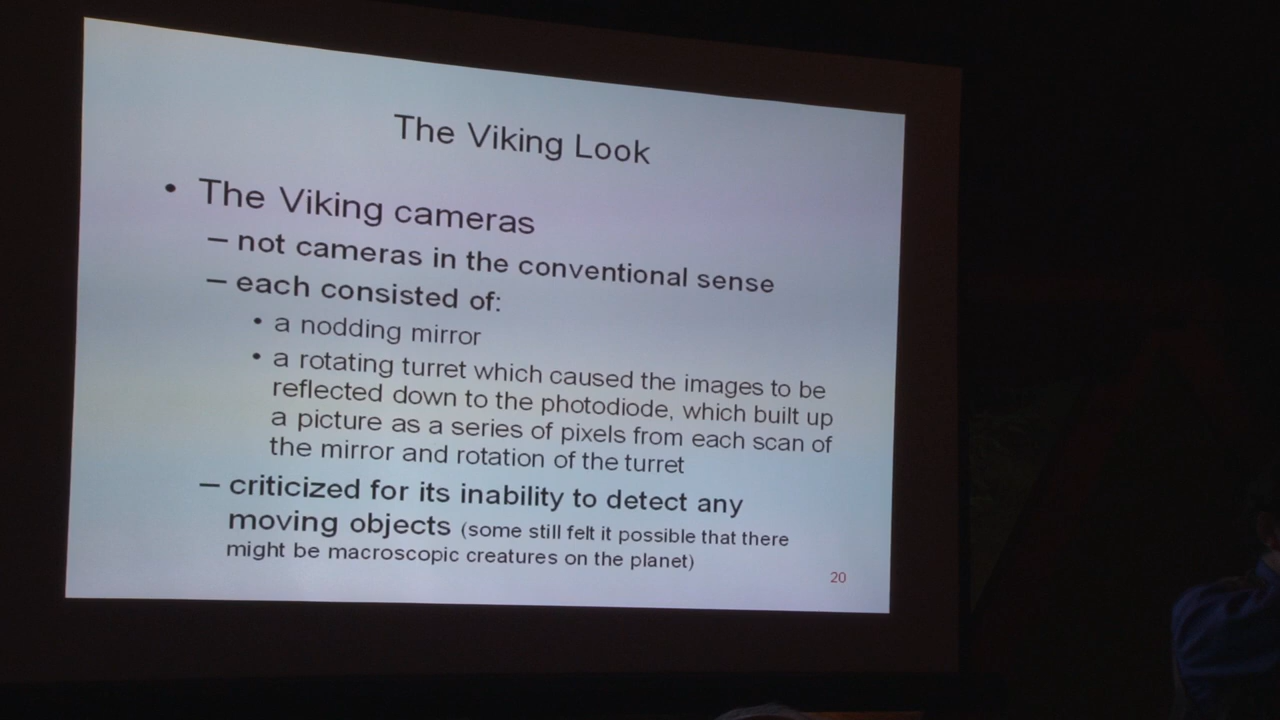 The Viking Look
• The Viking cameras
– not cameras in the conventional sense
– each consisted of:
• a nodding mirror
• a rotating turret which caused the images to be
reflected down to the photodiode, which built up
a picture as a series of pixels from each scan of
the mirror and rotation of the turret
– criticized for its inability to detect any
moving objects (some still felt it possible that there
might be macroscopic creatures on the planet)
20